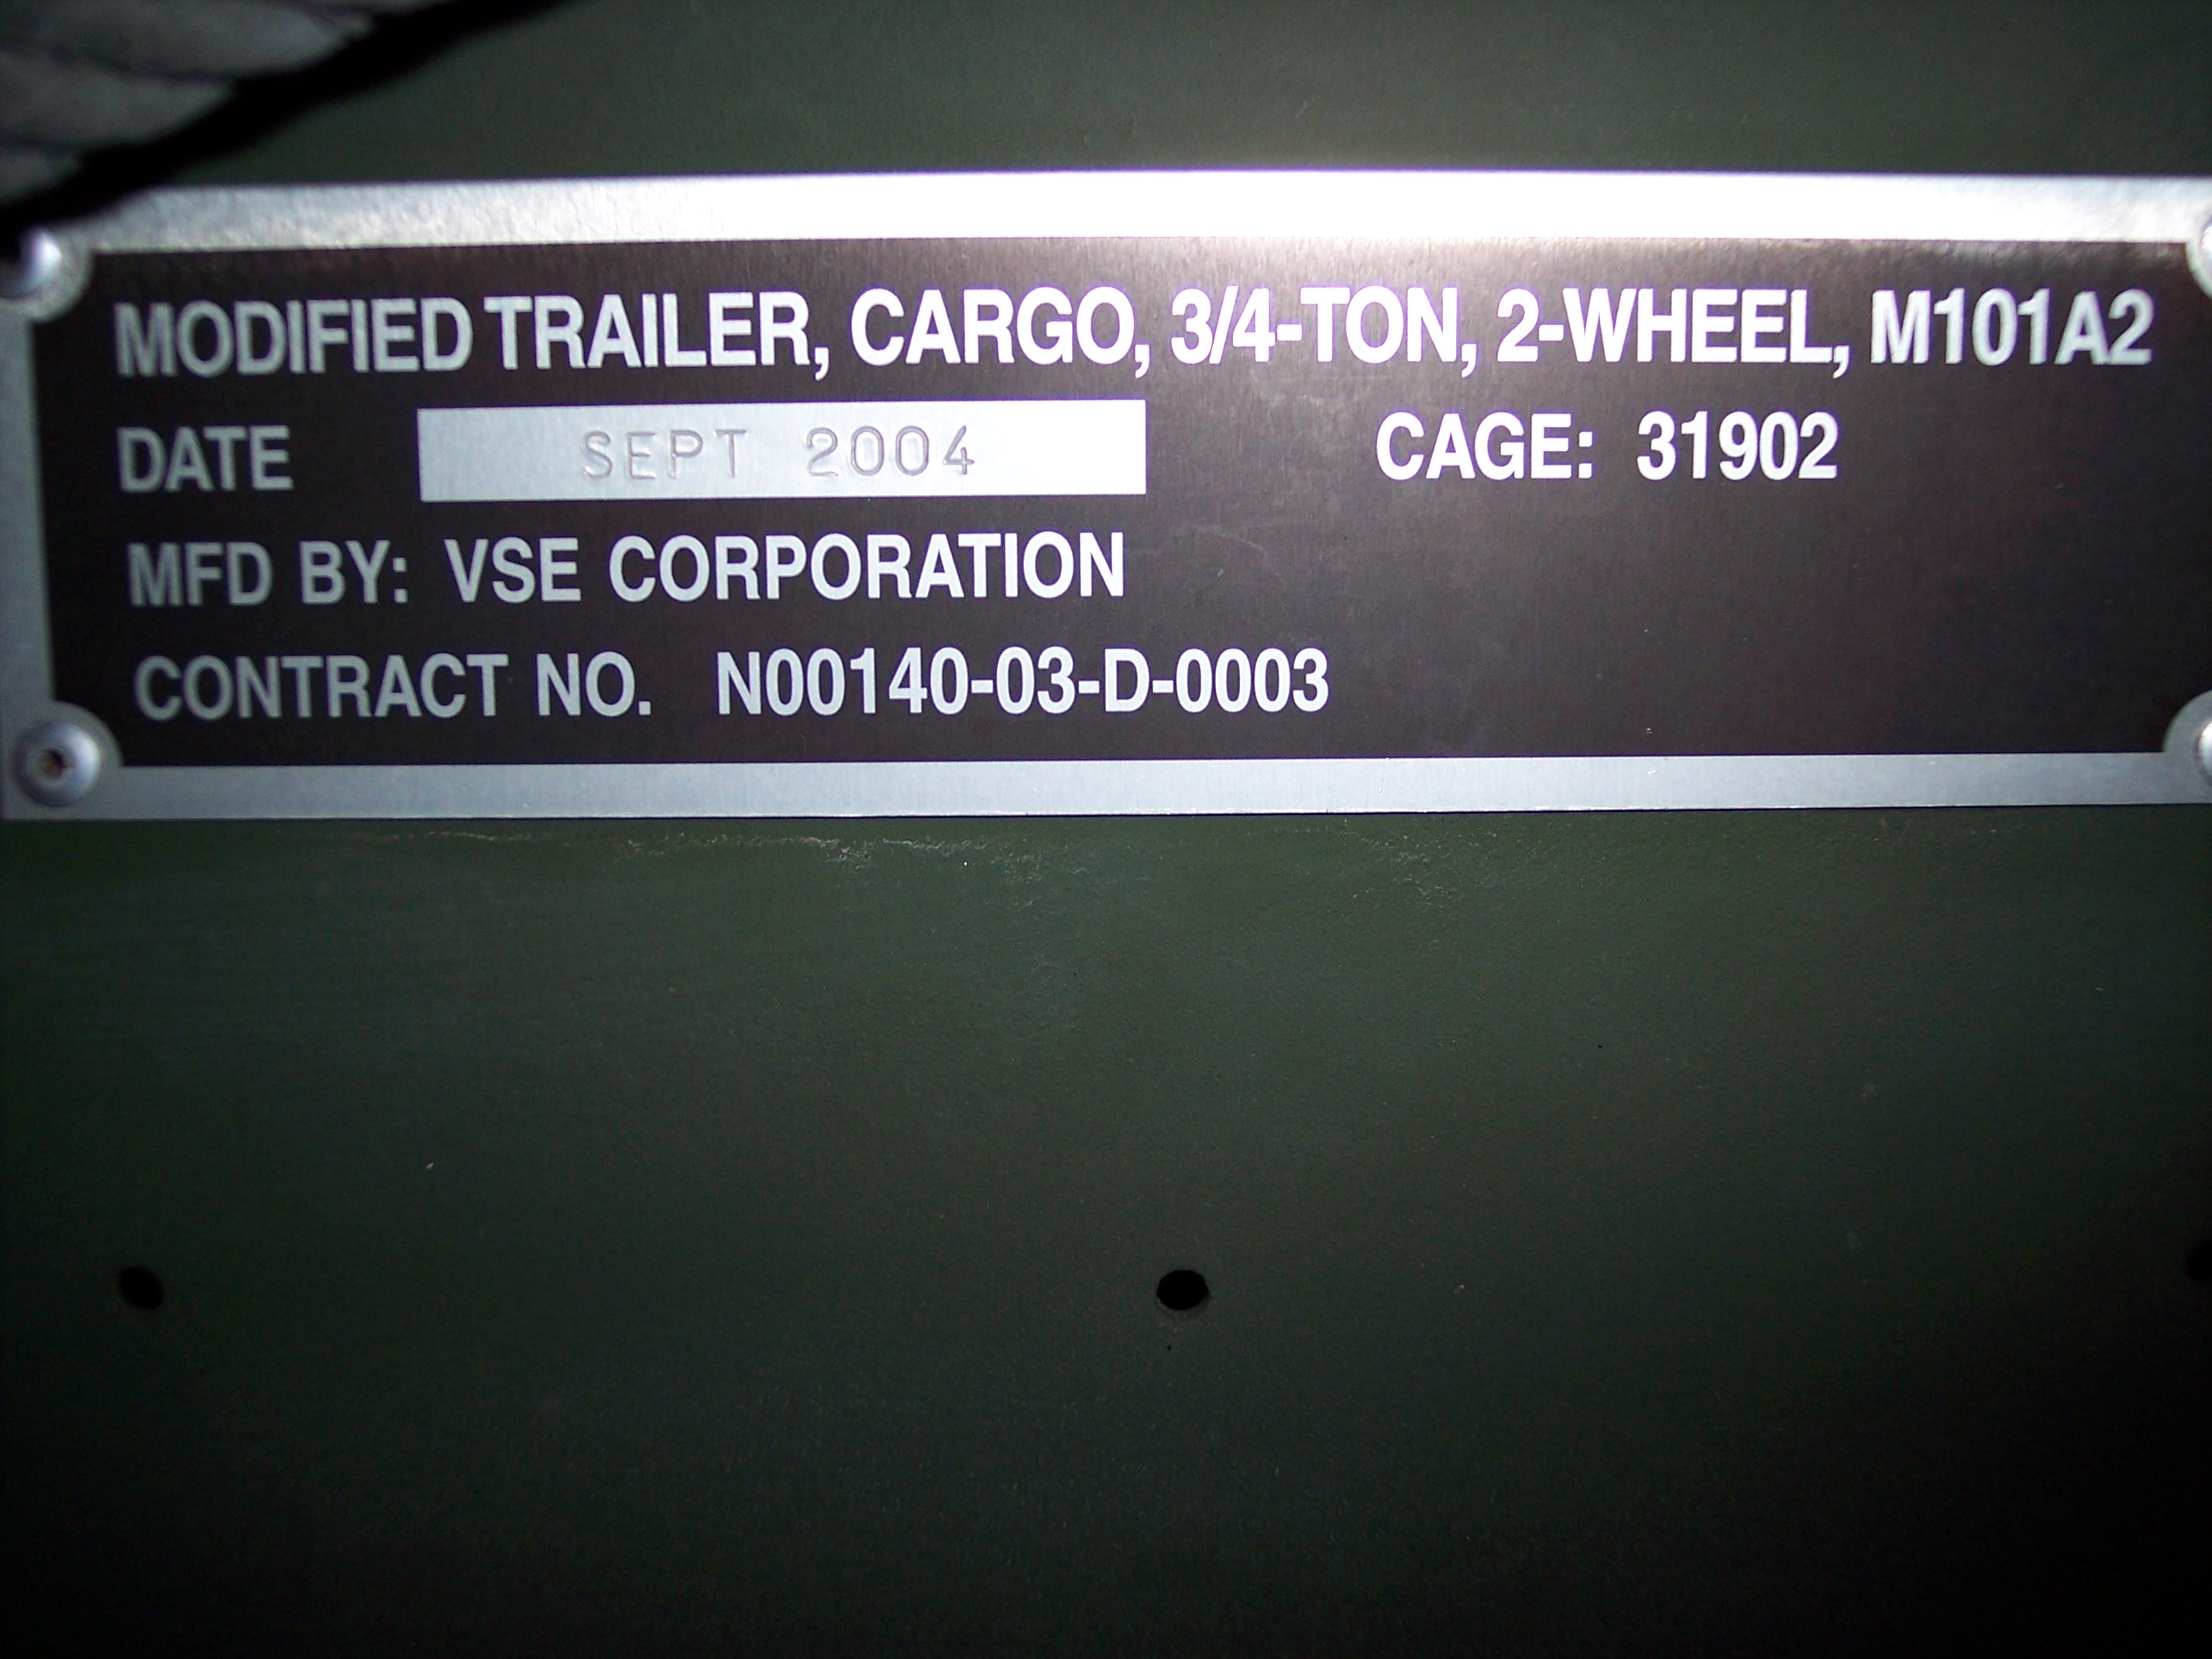 MODIFIED TRAILER, CARGO, 3/4-TON, 2-WHEEL, M101A2
DATE SEPT 2004 CAGE: 31902
MFD BY: VSE CORPORATION
CONTRACT NO. N00140-03-D-0003